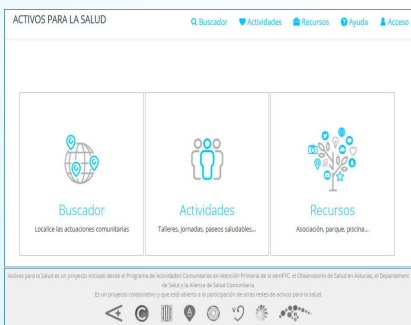 ACTIVOS PARA LA SALUD
Buscador Actividades Recursos Ayuda Acceso
Buscador
Localice las actuaciones comunitarias
Actividades
Talleres, jornadas, paseos saludables...
Recursos
Asociación, parque, piscina...
Activos para la Salud es un proyecto iniciado desde el Programa de Actividades Comunitarias en Atención Primaria de la semFYC, el Observatorio de Salud en Asturias, el Departament
de Salut y la Alianza de Salud Comunitaria.
Es un proyecto colaborativo y que está abierto a la participación de otras redes de activos para la salud.